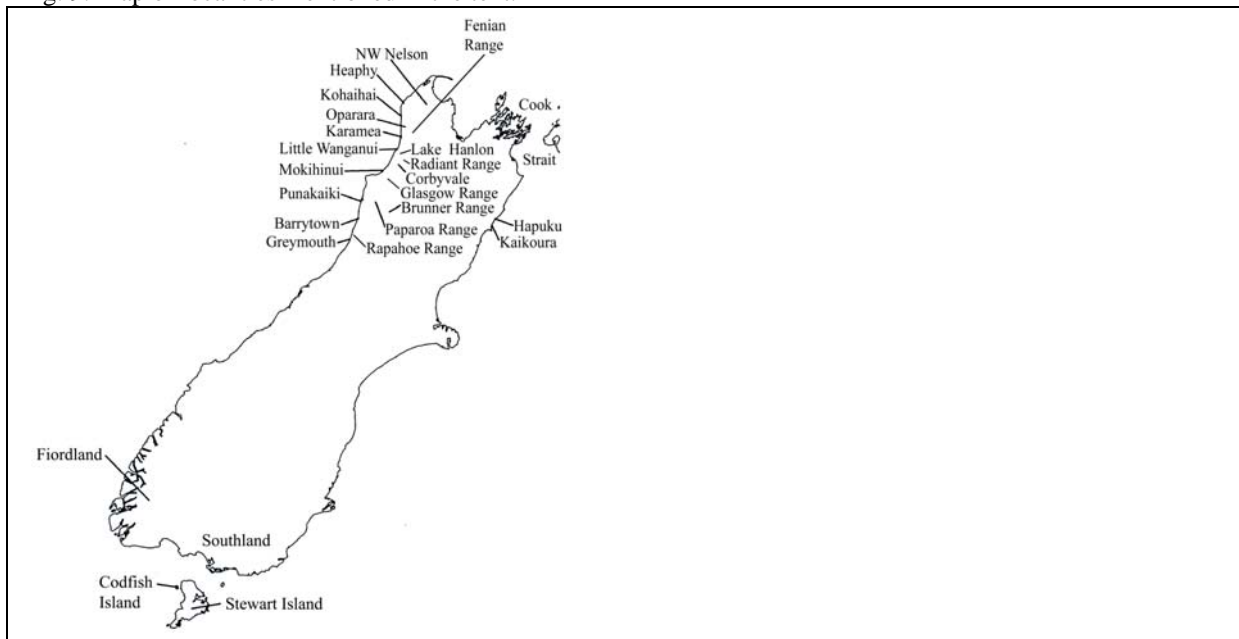 Fenian
Range
NW Nelson
Heaphy
Kohaihai
Oparara
Karamea
Little Wanganui
Mokihinui
Punakaiki
Barrytown
Greymouth
Cook
Strait
Lake Hanlon
Radiant Range
Corbyvale
Glasgow Range
Brunner Range
Paparoa Range
Rapahoe Range
Hapuku
Kaikoura
Fiordland
Southland
Codfish
Island
Stewart Island